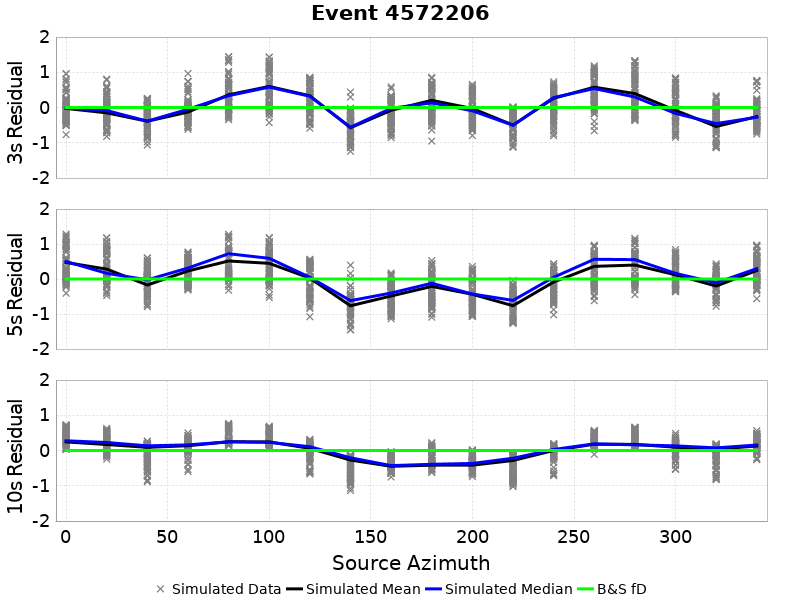 Event 4572206
3s Residual
2
1
0
-1
-2
5s Residual
2
1
0
-1
-2
10s Residual
2
1
0
-1
-2
0 50 100 150 200 250 300
Source Azimuth
Simulated Data Simulated Mean Simulated Median B&S fD